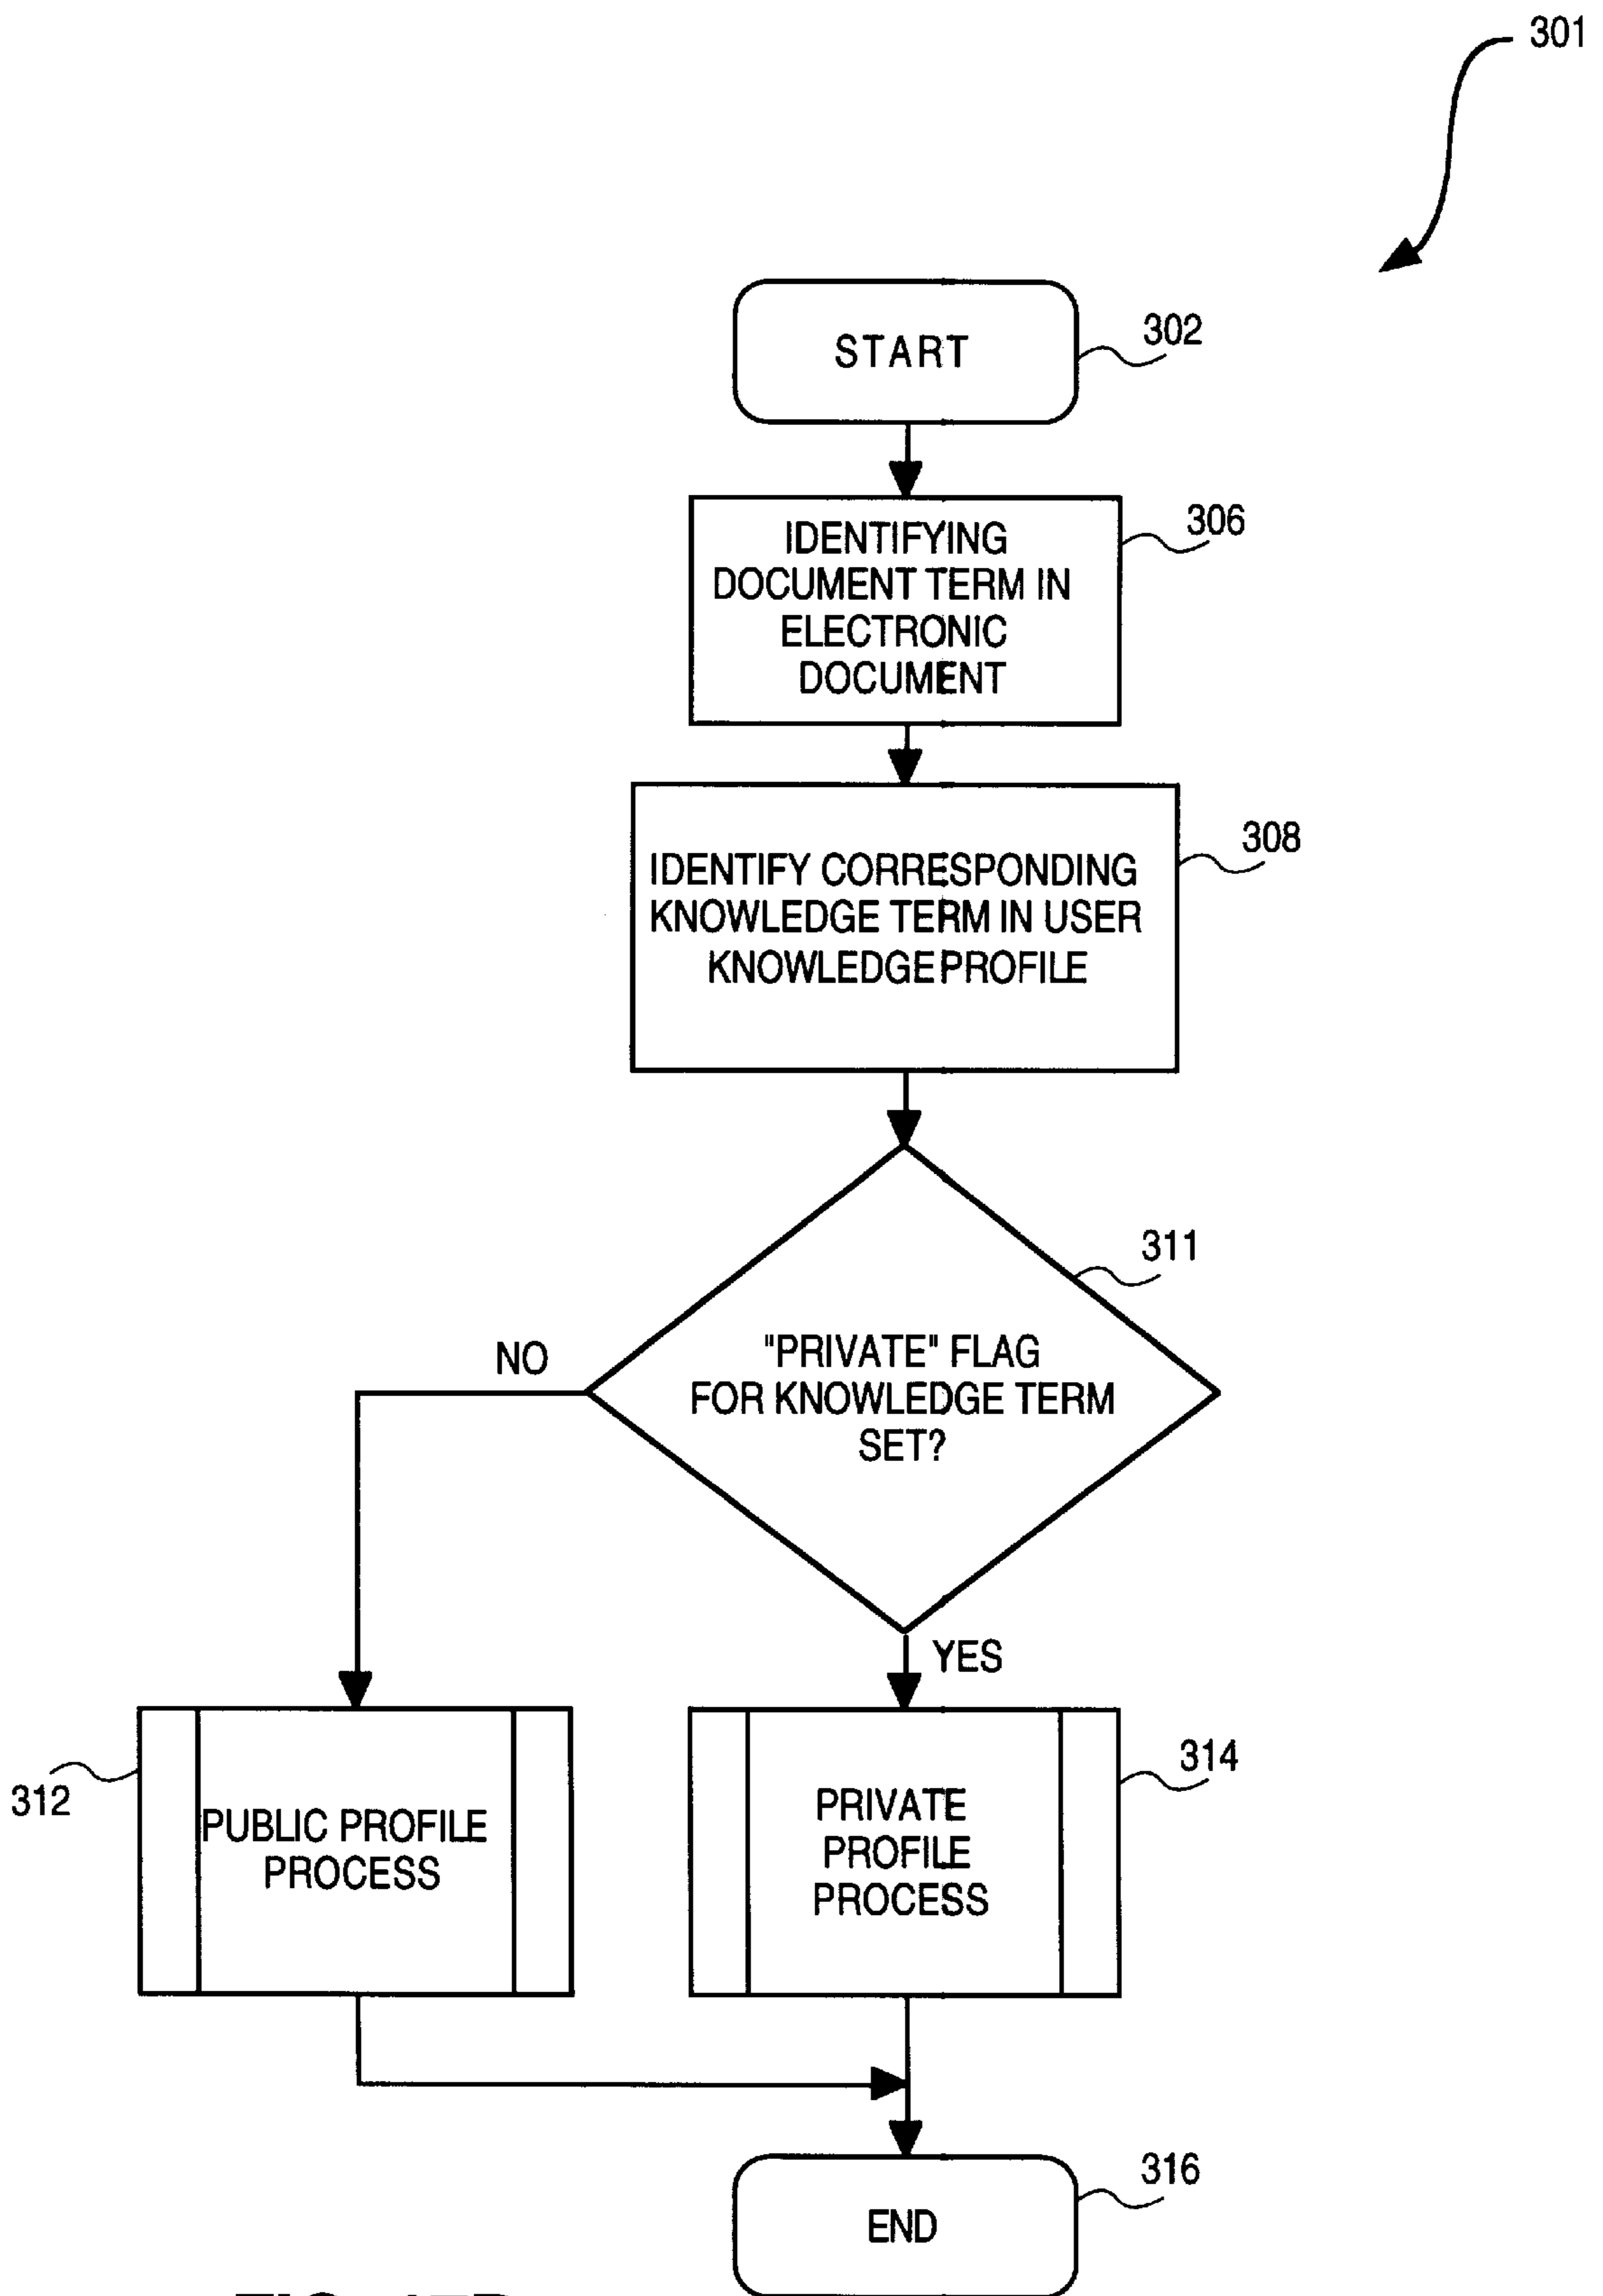 301
START
302
IDENTIFYING
DOCUMENT TERM IN
ELECTRONIC
DOCUMENT
306
IDENTIFY CORRESPONDING
KNOWLEDGE TERM IN USER
KNOWLEDGE PROFILE
308
311
"PRIVATE" FLAG
FOR KNOWLEDGE TERM
SET?
NO
YES
312
PUBLIC PROFILE
PROCESS
314
PRIVATE
PROFILE
PROCESS
316
END